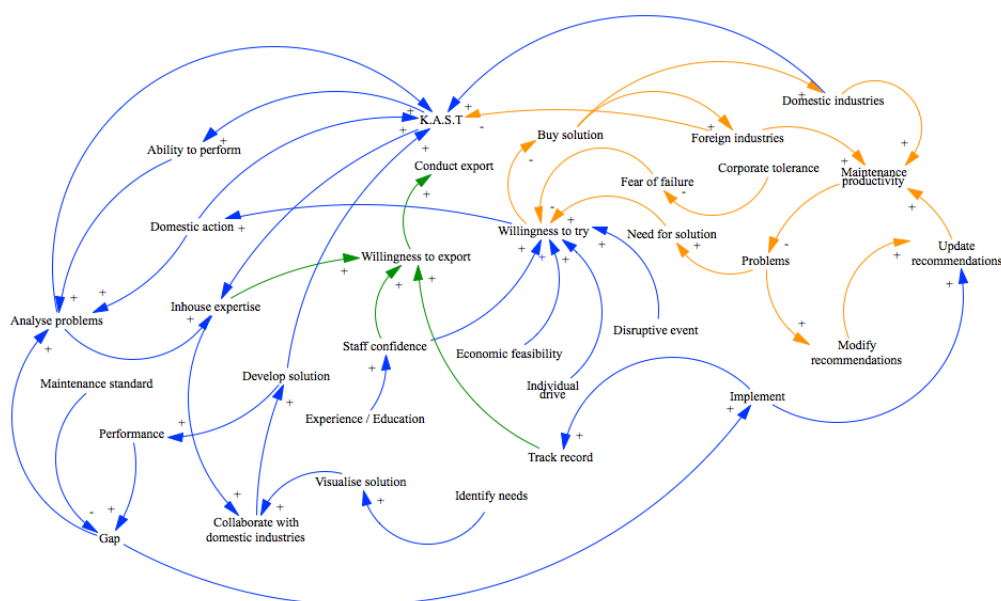 Domestic industries
K.A.S.T
Buy solution
Foreign industries
Ability to perform
Conduct export
Corporate tolerance
Maintenance
productivity
Fear of failure
Domestic action
Willingness to try
Need for solution
Willingness to export
Problems
Update
recommendations
Inhouse expertise
Analyse problems
Disruptive event
Staff confidence
Economic feasibility
Modify
recommendations
Maintenance standard
Develop solution
Individual
drive
Implement
Experience / Education
Performance
Track record
Visualise solution
Identify needs
Collaborate with
domestic industries
Gap